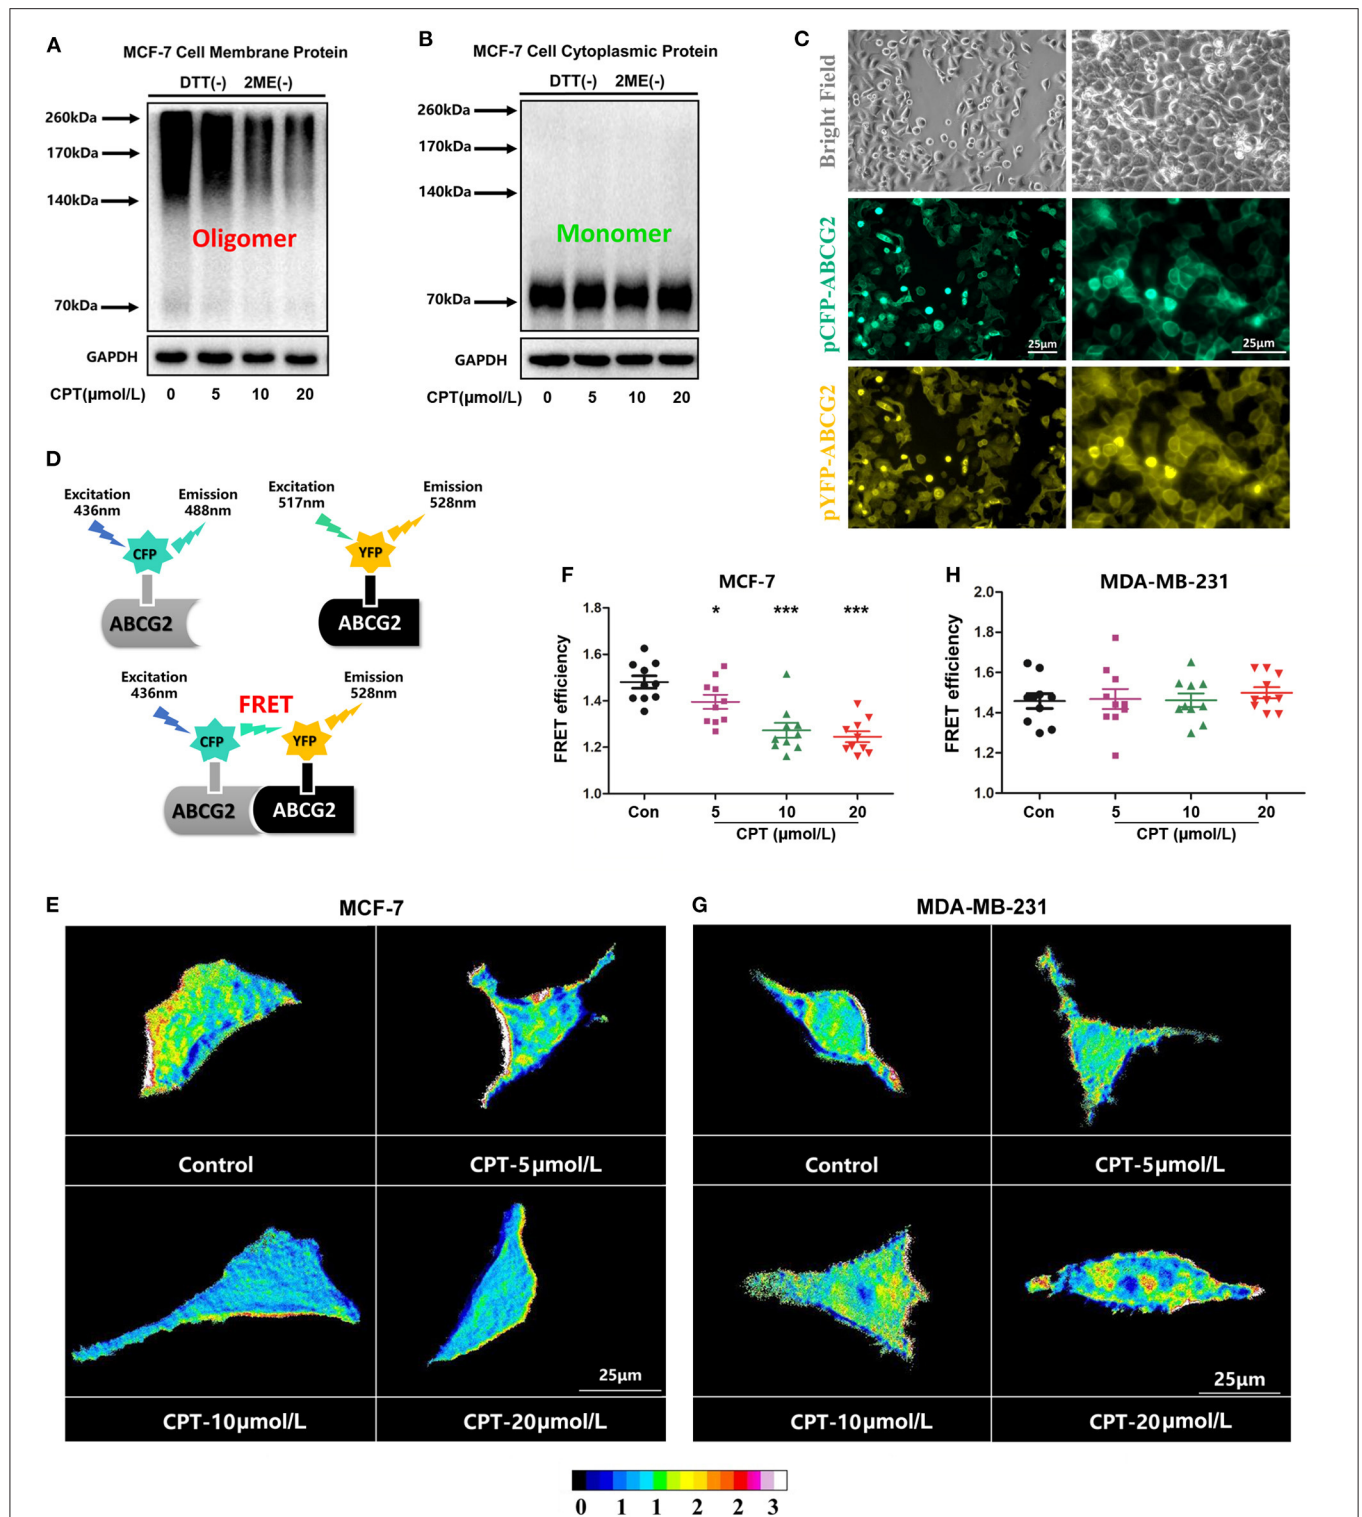 A
MCF-7 Cell Membrane Protein
DTT(-) 2ME(-)
260kDa
170kDa
140kDa
Oligomer
70kDa
GAPDH
CPT(µmol/L) 0 5 10 20
B
MCF-7 Cell Cytoplasmic Protein
DTT(-) 2ME(-)
260kDa
170kDa
140kDa
Monomer
70kDa
GAPDH
CPT(µmol/L) 0 5 10 20
C
Bright Field
pCFP-ABCG2
25µm
25µm
pYFP-ABCG2
D
Excitation
436nm
Emission
488nm
CFP
ABCG2
Excitation
517nm
Emission
528nm
YFP
ABCG2
Excitation
436nm
FRET
Emission
528nm
CFP
YFP
ABCG2
ABCG2
F
MCF-7
* *** ***
FRET efficiency
1.8
1.6
1.4
1.2
1.0
Con 5 10 20
CPT (µmol/L)
H
MDA-MB-231
FRET efficiency
2.0
1.8
1.6
1.4
1.2
1.0
Con 5 10 20
CPT (µmol/L)
E
MCF-7
Control
CPT-5µmol/L
25µm
CPT-10µmol/L
CPT-20µmol/L
G
MDA-MB-231
Control
CPT-5µmol/L
25µm
CPT-10µmol/L
CPT-20µmol/L
0 1 1 2 2 3